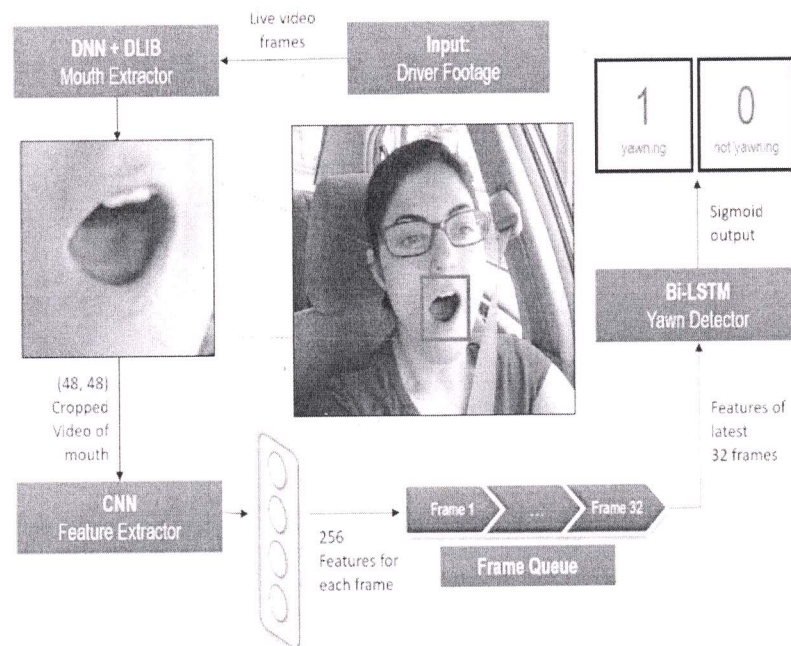 Input:
Driver Footage
Live video
frames
DNN + DLIB
Mouth Extractor
(48, 48)
Cropped
Video of
mouth
CNN
Feature Extractor
256
Features for
each frame
Frame 1
...
Frame 32
Frame Queue
Features of
latest
32 frames
Bi-LSTM
Yawn Detector
Sigmoid
output
1
yawning
0
not yawning